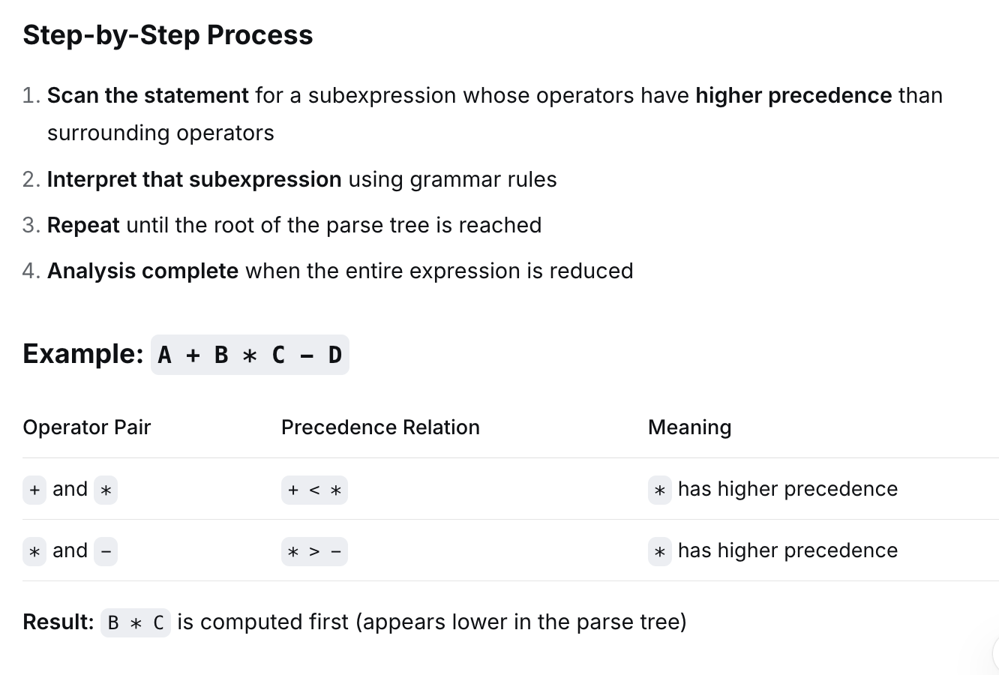 Step-by-Step Process
1. Scan the statement for a subexpression whose operators have higher precedence than
surrounding operators
2. Interpret that subexpression using grammar rules
3. Repeat until the root of the parse tree is reached
4. Analysis complete when the entire expression is reduced
Example: A + B * C – D
Operator Pair Precedence Relation Meaning
+ and * + < * * has higher precedence
* and – * > – * has higher precedence
Result: B * C is computed first (appears lower in the parse tree)